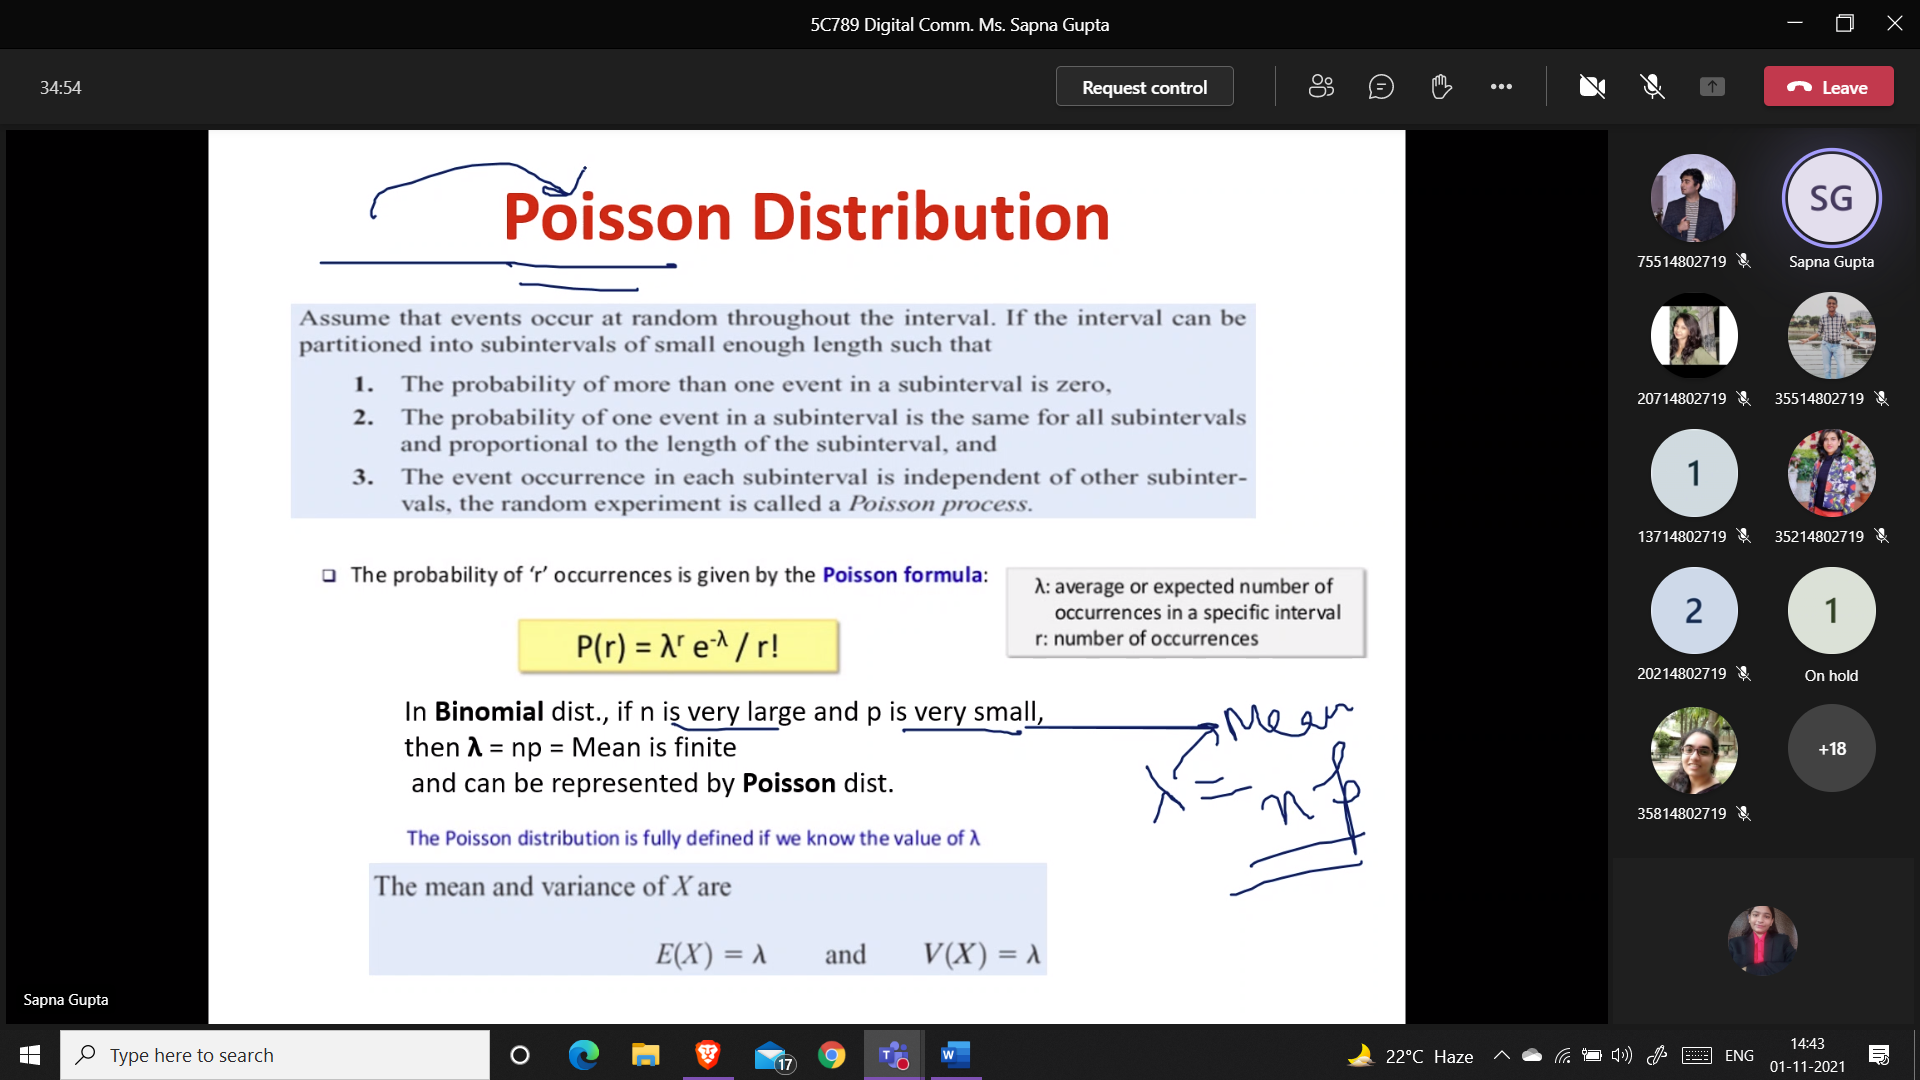 5C789 Digital Comm. Ms. Sapna Gupta
34:54
Request control
Leave
Poisson Distribution
Assume that events occur at random throughout the interval. If the interval can be
partitioned into subintervals of small enough length such that
1. The probability of more than one event in a subinterval is zero,
2. The probability of one event in a subinterval is the same for all subintervals
and proportional to the length of the subinterval, and
3. The event occurrence in each subinterval is independent of other subinter-
vals, the random experiment is called a Poisson process.
The probability of ‘r’ occurrences is given by the Poisson formula:
λ: average or expected number of
occurrences in a specific interval
r: number of occurrences
P(r) = λ^r e^-λ / r!
In Binomial dist., if n is very large and p is very small,
then λ = np = Mean is finite
and can be represented by Poisson dist.
Mean
λ = np
The Poisson distribution is fully defined if we know the value of λ
The mean and variance of X are
E(X) = λ and V(X) = λ
Sapna Gupta
75514802719
SG
Sapna Gupta
20714802719
35514802719
1
13714802719
35214802719
2
20214802719
1
On hold
35814802719
+18
Type here to search
17
22°C Haze
ENG
14:43
01-11-2021